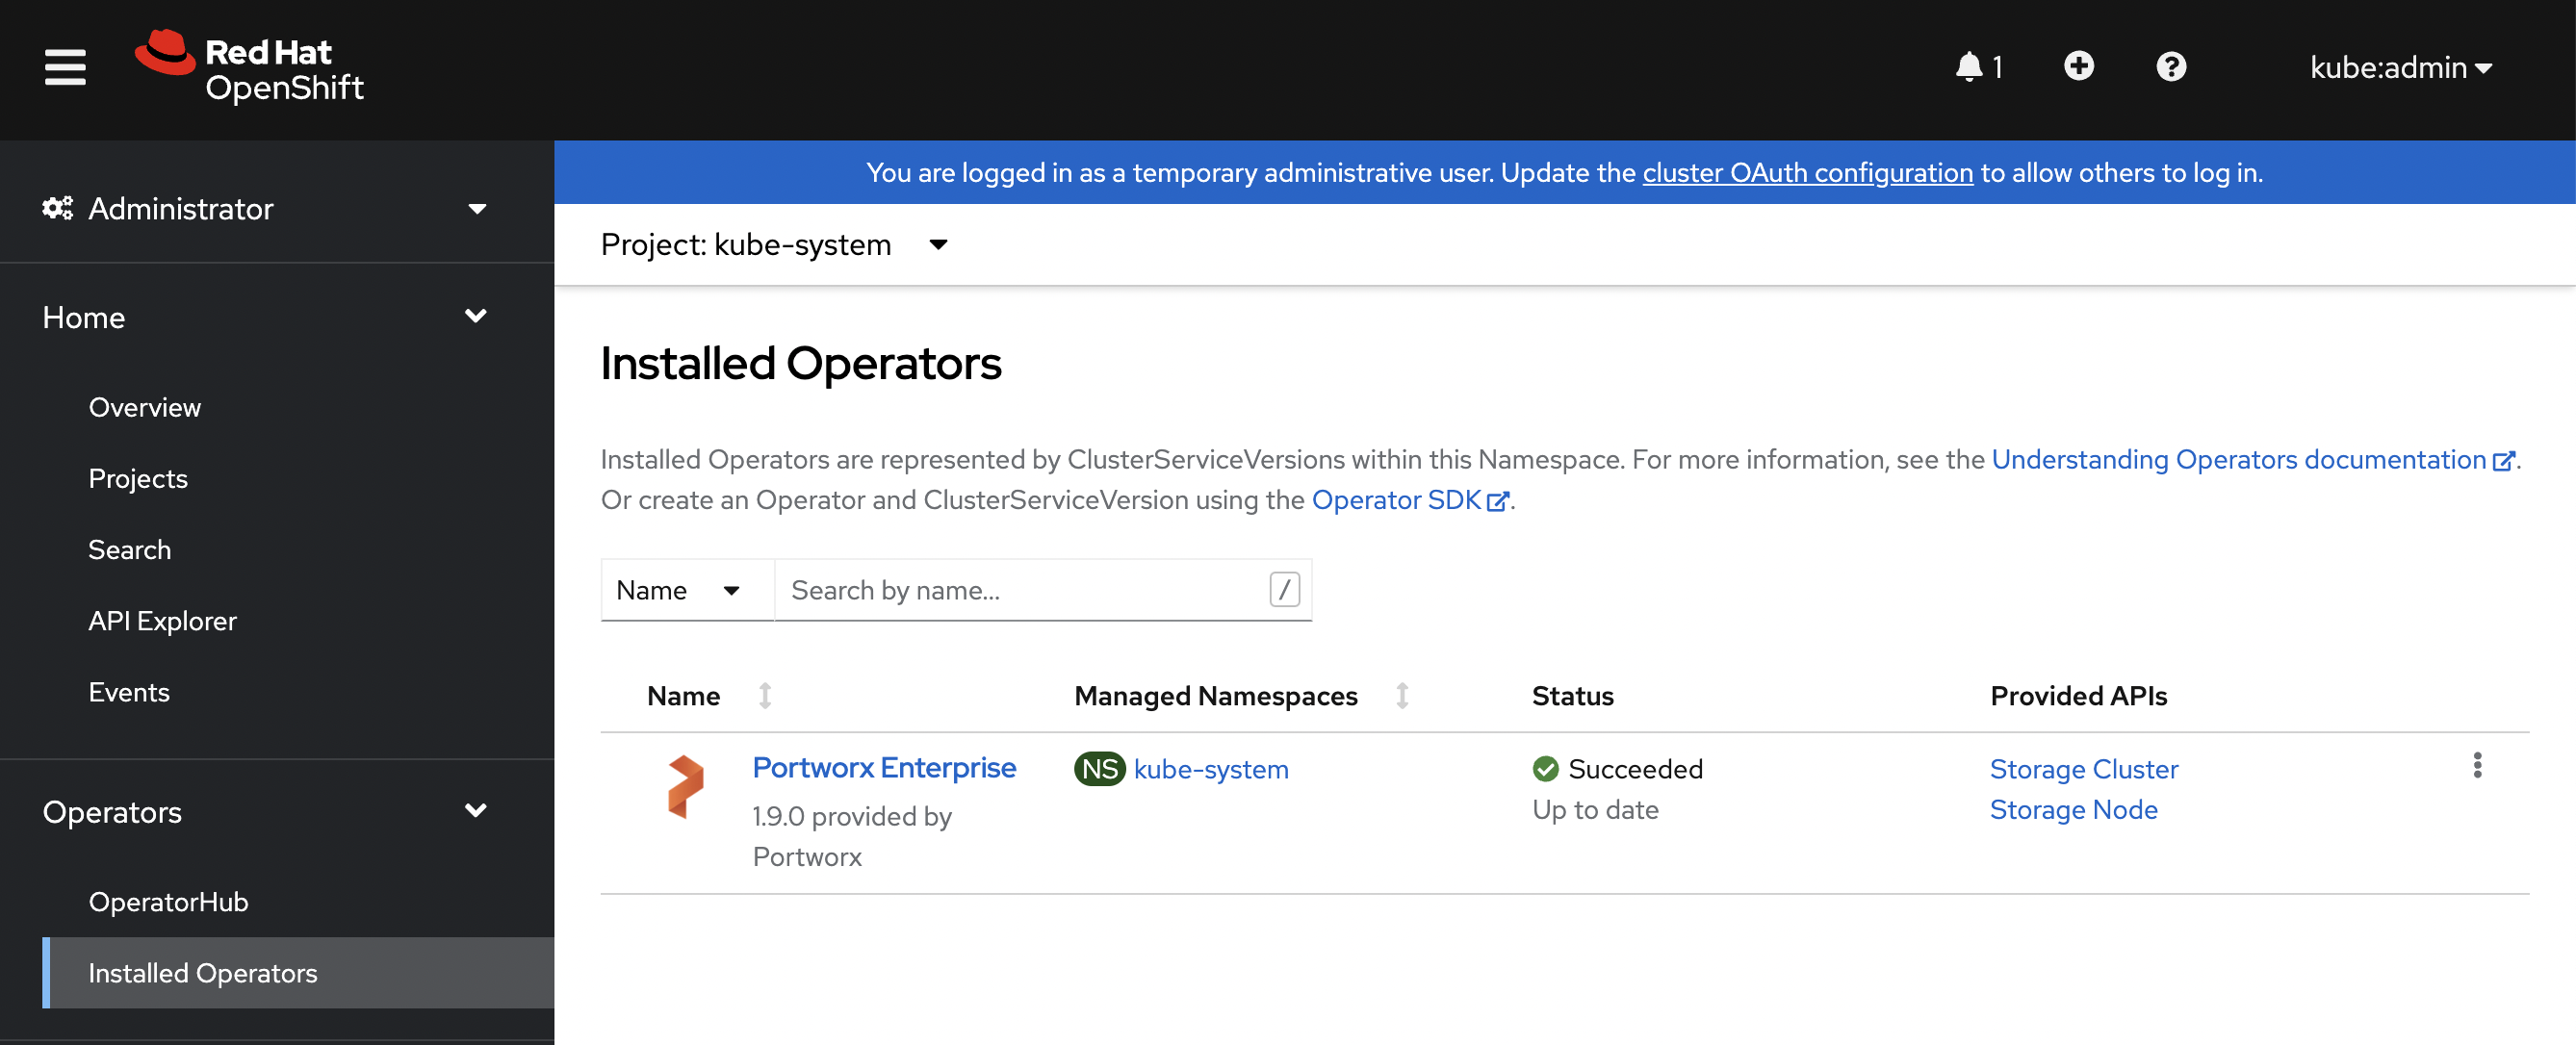 Red Hat
OpenShift
1
kube:admin
Administrator
Home
Overview
Projects
Search
API Explorer
Events
Operators
OperatorHub
Installed Operators
You are logged in as a temporary administrative user. Update the cluster OAuth configuration to allow others to log in.
Project: kube-system
Installed Operators
Installed Operators are represented by ClusterServiceVersions within this Namespace. For more information, see the Understanding Operators documentation.
Or create an Operator and ClusterServiceVersion using the Operator SDK.
Name Search by name... /
Name Managed Namespaces Status Provided APIs
Portworx Enterprise NS kube-system Succeeded Storage Cluster
1.9.0 provided by Up to date Storage Node
Portworx